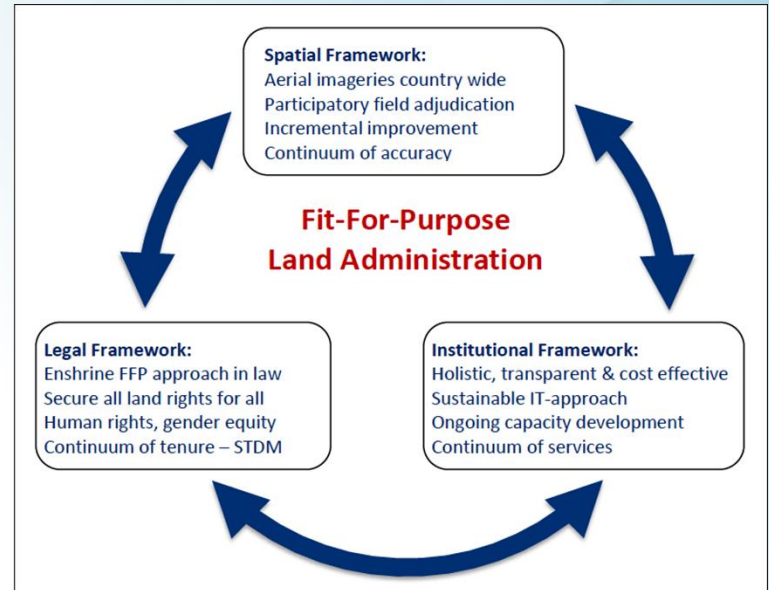 Spatial Framework:
Aerial imageries country wide
Participatory field adjudication
Incremental improvement
Continuum of accuracy
Fit-For-Purpose
Land Administration
Legal Framework:
Enshrine FFP approach in law
Secure all land rights for all
Human rights, gender equity
Continuum of tenure – STDM
Institutional Framework:
Holistic, transparent & cost effective
Sustainable IT-approach
Ongoing capacity development
Continuum of services